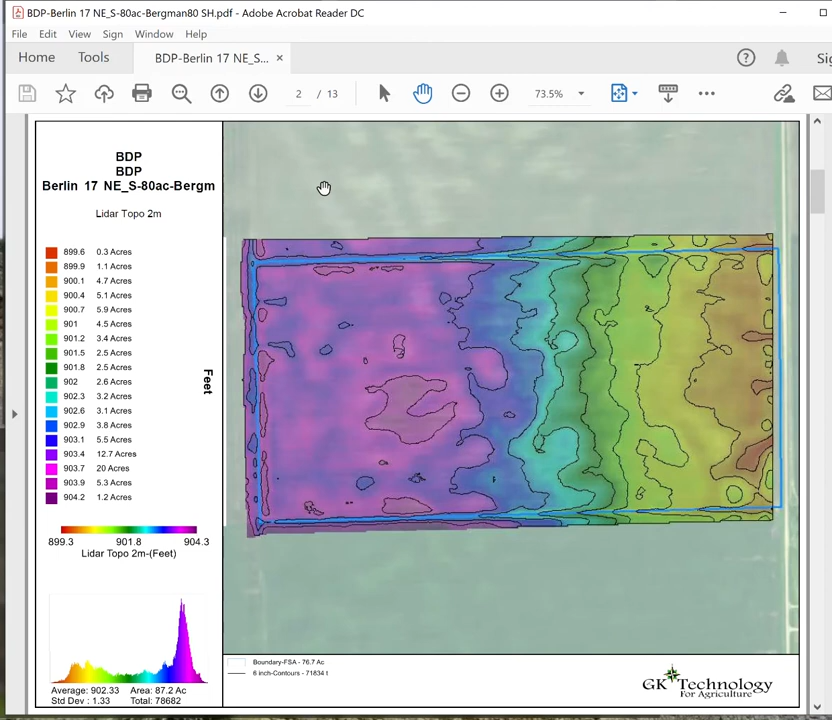 BDP-Berlin 17 NE_S-80ac-Bergman80 SH.pdf - Adobe Acrobat Reader DC
File Edit View Sign Window Help
Home Tools BDP-Berlin 17 NE_S... × ? Sig
2 / 13 73.5%
BDP
BDP
Berlin 17 NE_S-80ac-Bergm
Lidar Topo 2m
899.6 0.3 Acres
899.9 1.1 Acres
900.1 4.7 Acres
900.4 5.1 Acres
900.7 5.9 Acres
901 4.5 Acres
901.2 3.4 Acres
901.5 2.5 Acres
901.8 2.5 Acres
902 2.6 Acres
902.3 3.2 Acres
902.6 3.1 Acres
902.9 3.8 Acres
903.1 5.5 Acres
903.4 12.7 Acres
903.7 20 Acres
903.9 5.3 Acres
904.2 1.2 Acres
Feet
899.3 901.8 904.3
Lidar Topo 2m-(Feet)
Average: 902.33 Area: 87.2 Ac
Std Dev : 1.33 Total: 78682
Boundary-FSA - 76.7 Ac
6 inch-Contours - 71834 t
GK Technology
For Agriculture